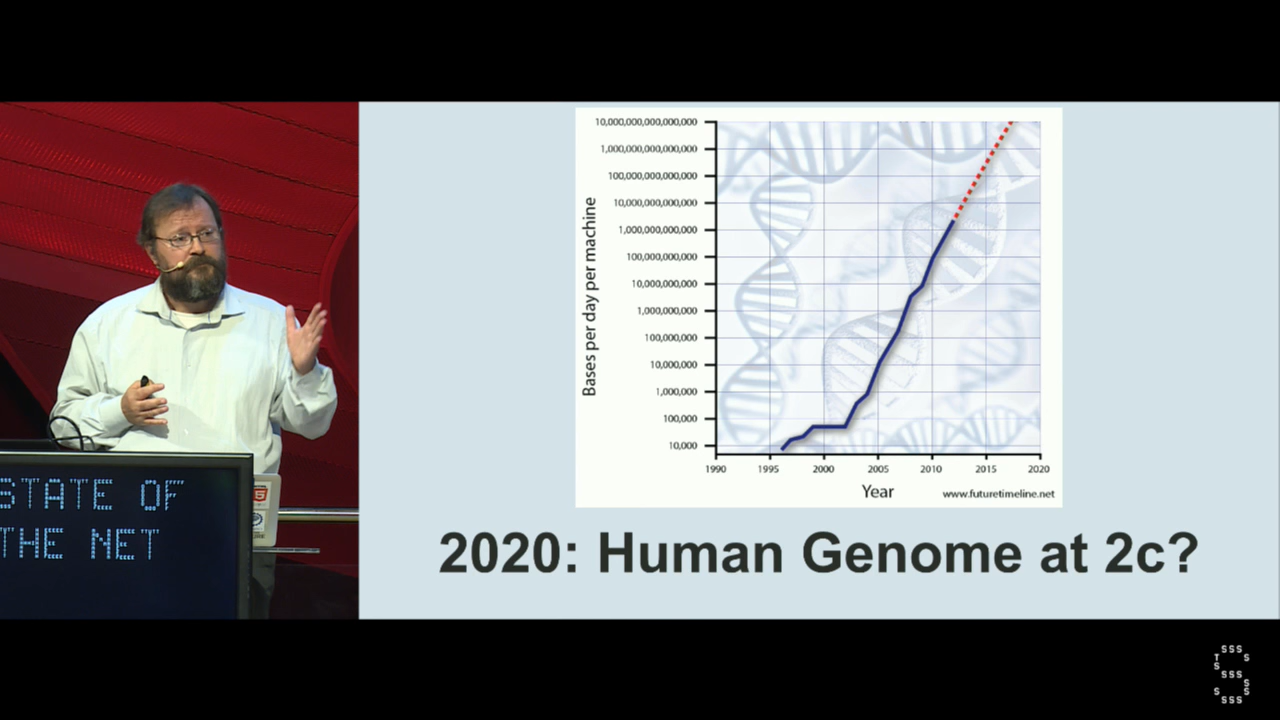 10,000,000,000,000,000
1,000,000,000,000,000
100,000,000,000,000
10,000,000,000,000
1,000,000,000,000
100,000,000,000
10,000,000,000
1,000,000,000
100,000,000
10,000,000
1,000,000
100,000
10,000
Bases per day per machine
1990 1995 2000 2005 2010 2015 2020
Year
www.futuretimeline.net
2020: Human Genome at 2c?
STATE OF
THE NET
SSS
T S
S
SSS
S
S S
SSS